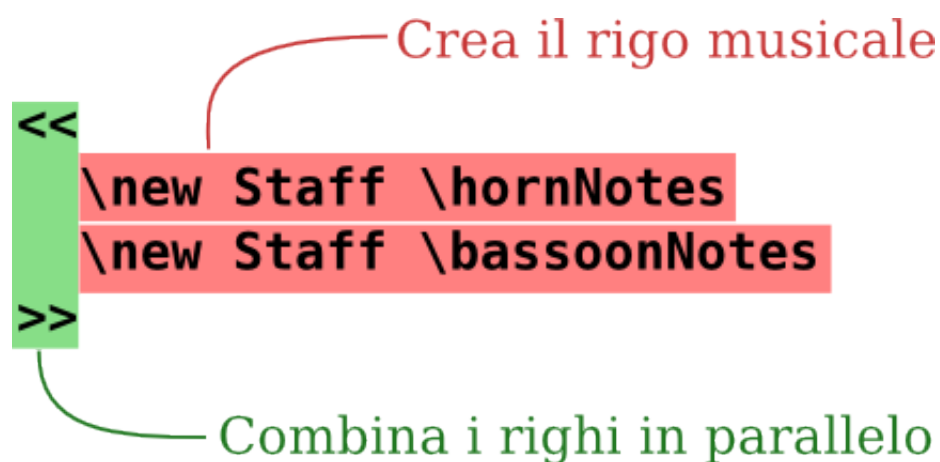 Crea il rigo musicale
<<
\new Staff \hornNotes
\new Staff \bassoonNotes
>>
Combina i righi in parallelo